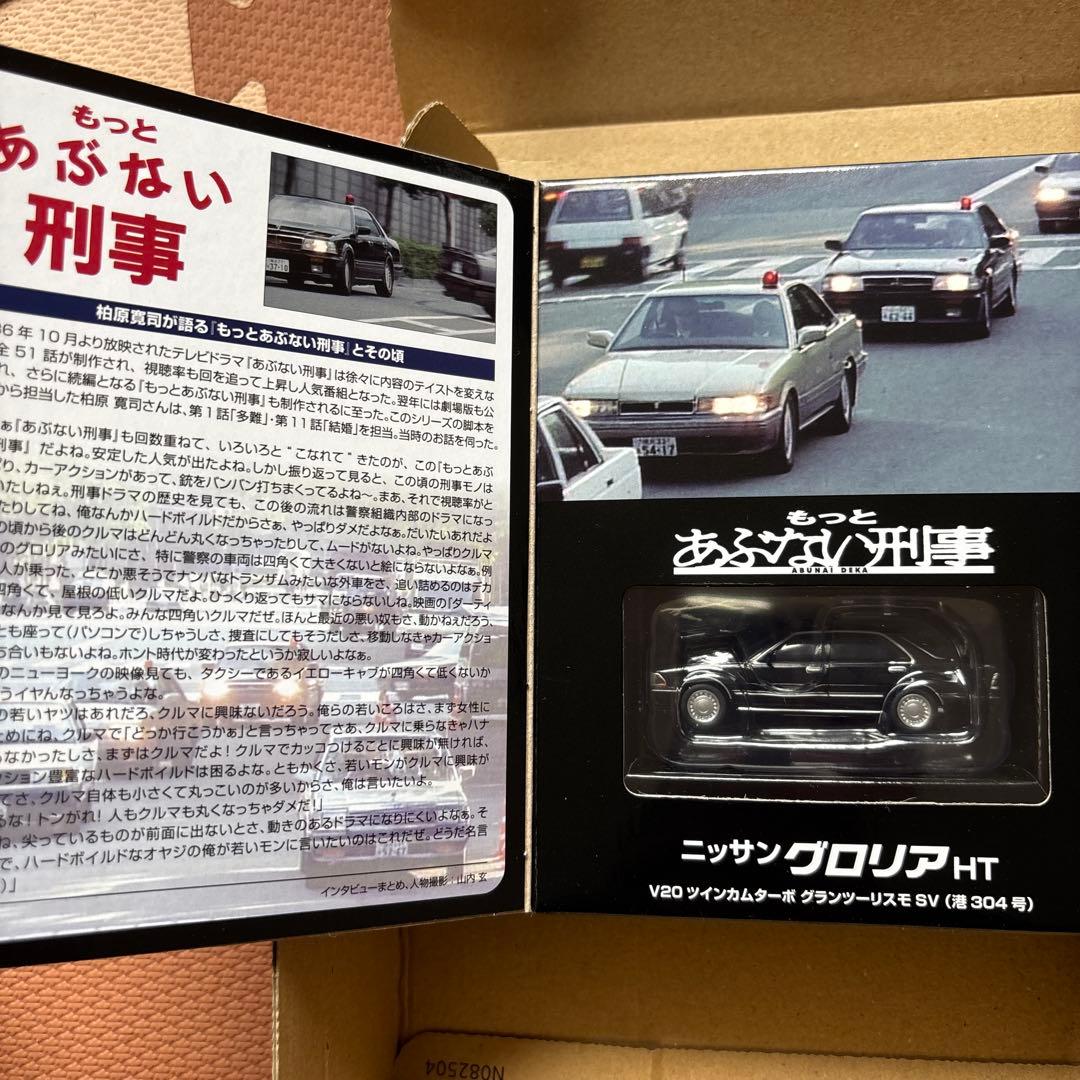 もっと
あぶない
刑事
37-10
柏原寛司が語る『もっとあぶない刑事』とその頃
86年10月より放映されたテレビドラマ『あぶない刑事』は徐々に内容のテイストを変えな
全51話が制作され、視聴率も回を追って上昇し人気番組となった。翌年には劇場版も公
れ、さらに続編となる『もっとあぶない刑事』も制作されるに至った。このシリーズの脚本を
から担当した柏原 寛司さんは、第1話「多難」・第11話「結婚」を担当。当時のお話を伺った。
ぁ『あぶない刑事』も回数重ねて、いろいろと “ こなれて ” きたのが、この『もっとあぶ
刑事』だよね。安定した人気が出たよね。しかし振り返って見ると、この頃の刑事モノは
ぱり、カーアクションがあって、銃をバンバン打ちまくってるよね〜。まあ、それで視聴率がと
いたしねぇ。刑事ドラマの歴史を見ても、この後の流れは警察組織内部のドラマになっ
たりしてね、俺なんかハードボイルドだからさぁ、やっぱりダメだよなぁ。だいたいあれだよ
の頃から後のクルマはどんどん丸くなっちゃったりして、ムードがないよね。やっぱりクルマ
のグロリアみたいにさ、特に警察の車両は四角くて大きくないと絵にならないよなぁ。例
人が乗った、どこか悪そうでナンパなトランザムみたいな外車をさ、追い詰めるのはデカ
四角くて、屋根の低いクルマだよ。ひっくり返ってもサマにならないしね。映画の『ダーティ
なんか見て見ろよ。みんな四角いクルマだぜ。ほんと最近の悪い奴もさ、動かねぇだろう、
とも座って（パソコンで）しちゃうしさ、捜査にしてもそうだしさ、移動しなきゃカーアクショ
ち合いもないよね。ホント時代が変わったというか寂しいよなぁ。
のニューヨークの映像見ても、タクシーであるイエローキャブが四角くて低くないか
うイヤんなっちゃうよな。
の若いヤツはあれだろ、クルマに興味ないだろう。俺らの若いころはさ、まず女性に
ためにね、クルマで「どっか行こうかぁ」と言っちゃってさあ、クルマに乗らなきゃハナ
らなかったしさ、まずはクルマだよ！クルマでカッコつけることに興味が無ければ、
クション豊富なハードボイルドは困るよな。ともかくさ、若いモンがクルマに興味が
てさ、クルマ自体も小さくて丸っこいのが多いからさ、俺は言いたいよ。
るな！トンがれ！人もクルマも丸くなっちゃダメだ！」
ね、尖っているものが前面に出ないとさ、動きのあるドラマになりにくいよなぁ。そ
で、ハードボイルドなオヤジの俺が若いモンに言いたいのはこれだぜ。どうだ名言
）」
インタビューまとめ、人物撮影：山内 玄
54-17
もっと
あぶない刑事
ABUNAI DEKA
ニッサン グロリア HT
V20 ツインカムターボ グランツーリスモ SV（港304号）
N082504